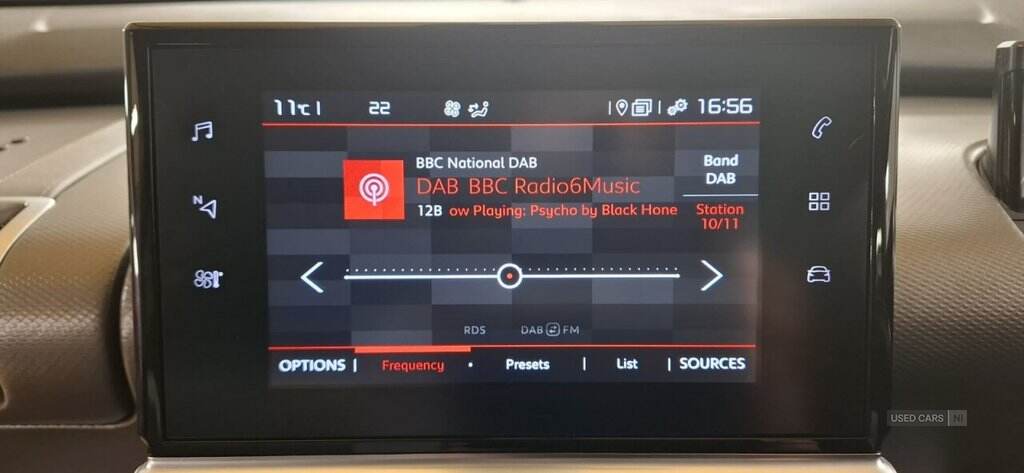 11°C 22 16:56
BBC National DAB
Band
DAB
DAB BBC Radio6Music
12B ow Playing: Psycho by Black Hone
Station
10/11
N
RDS DAB FM
OPTIONS Frequency Presets List SOURCES
USED CARS NI